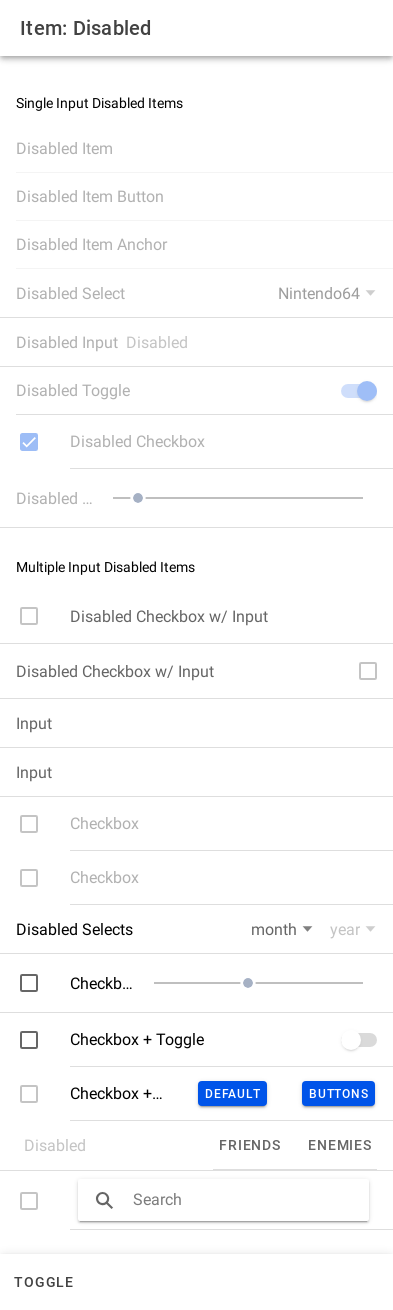 Item: Disabled
Single Input Disabled Items
Disabled Item
Disabled Item Button
Disabled Item Anchor
Disabled Select Nintendo64
Disabled Input Disabled
Disabled Toggle
Disabled Checkbox
Disabled ...
Multiple Input Disabled Items
Disabled Checkbox w/ Input
Disabled Checkbox w/ Input
Input
Input
Checkbox
Checkbox
Disabled Selects month year
Checkb...
Checkbox + Toggle
Checkbox +... DEFAULT BUTTONS
Disabled FRIENDS ENEMIES
Search
TOGGLE